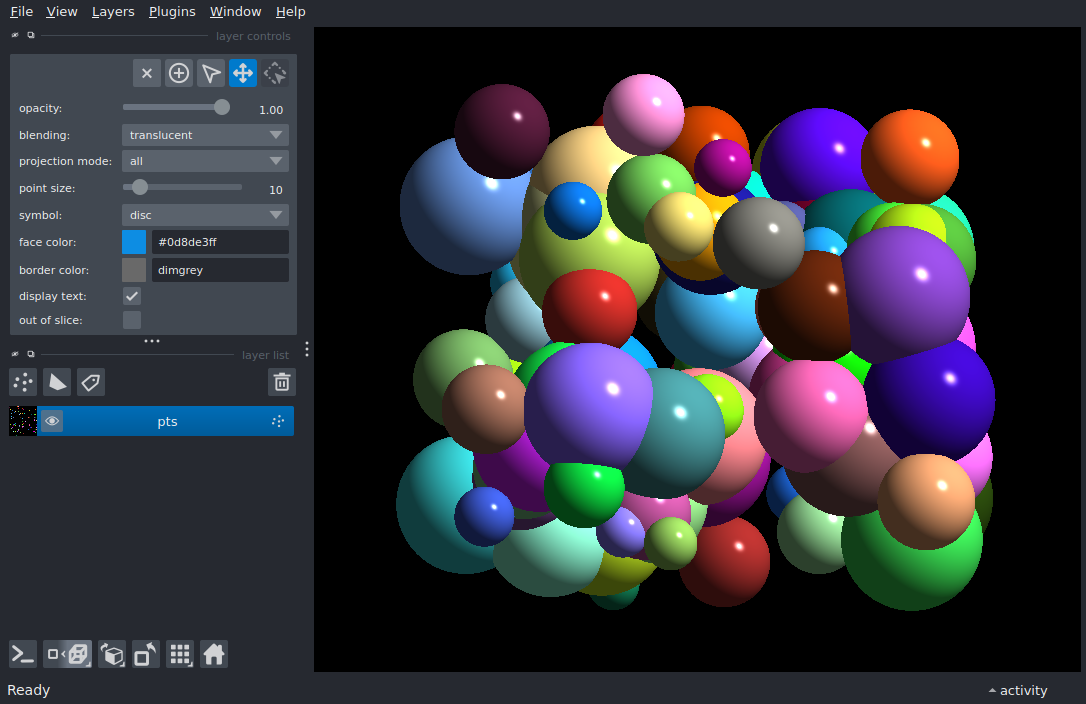 File View Layers Plugins Window Help
layer controls
opacity: 1.00
blending: translucent
projection mode: all
point size: 10
symbol: disc
face color: #0d8de3ff
border color: dimgrey
display text:
out of slice:
layer list
pts
Ready
activity